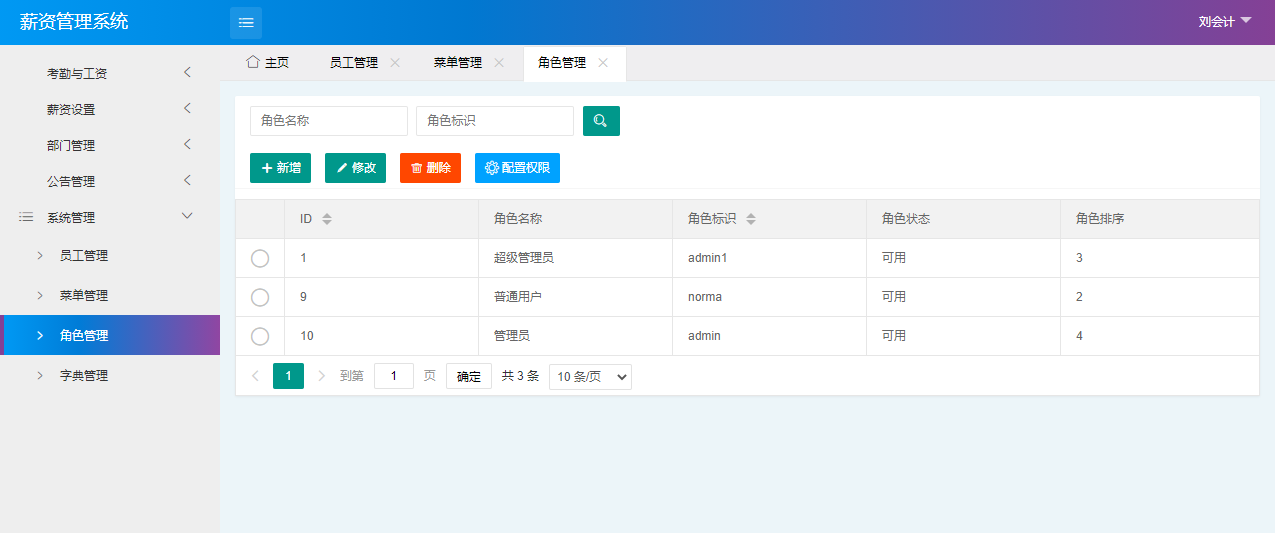 薪资管理系统
刘会计
考勤与工资
薪资设置
部门管理
公告管理
系统管理
员工管理
菜单管理
角色管理
字典管理
主页 员工管理 菜单管理 角色管理
角色名称 角色标识
新增 修改 删除 配置权限
ID 角色名称 角色标识 角色状态 角色排序
1 超级管理员 admin1 可用 3
9 普通用户 norma 可用 2
10 管理员 admin 可用 4
1 到第 1 页 确定 共 3 条 10 条/页